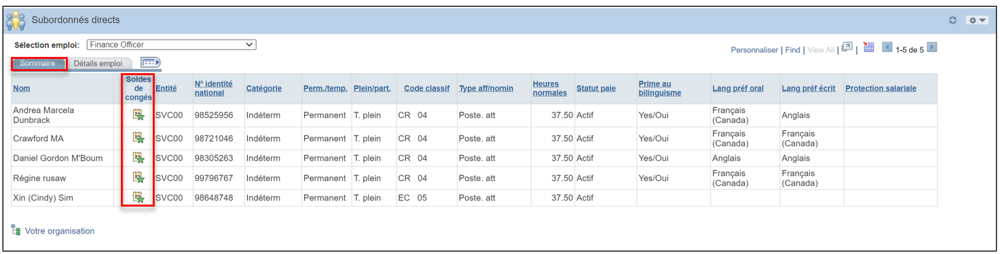 Subordonnés directs
Sélection emploi: Finance Officer
Personnaliser | Find | View All | | 1-5 de 5
Sommaire Détails emploi
Nom Soldes de congés Entité Nº identité national Catégorie Perm./temp. Plein/part. Code classif Type aff/nomin Heures normales Statut paie Prime au bilinguisme Lang préf oral Lang préf écrit Protection salariale
Andrea Marcela Dunbrack SVC00 98525956 Indéterm Permanent T. plein CR 04 Poste. att 37.50 Actif Yes/Oui Français (Canada) Anglais
Crawford MA SVC00 98721046 Indéterm Permanent T. plein CR 04 Poste. att 37.50 Actif Yes/Oui Français (Canada) Français (Canada)
Daniel Gordon M'Boum SVC00 98305263 Indéterm Permanent T. plein CR 04 Poste. att 37.50 Actif Yes/Oui Anglais Anglais
Régine rusaw SVC00 99796767 Indéterm Permanent T. plein CR 04 Poste. att 37.50 Actif Yes/Oui Français (Canada) Français (Canada)
Xin (Cindy) Sim SVC00 98648748 Indéterm Permanent T. plein EC 05 Poste. att 37.50 Actif
Votre organisation